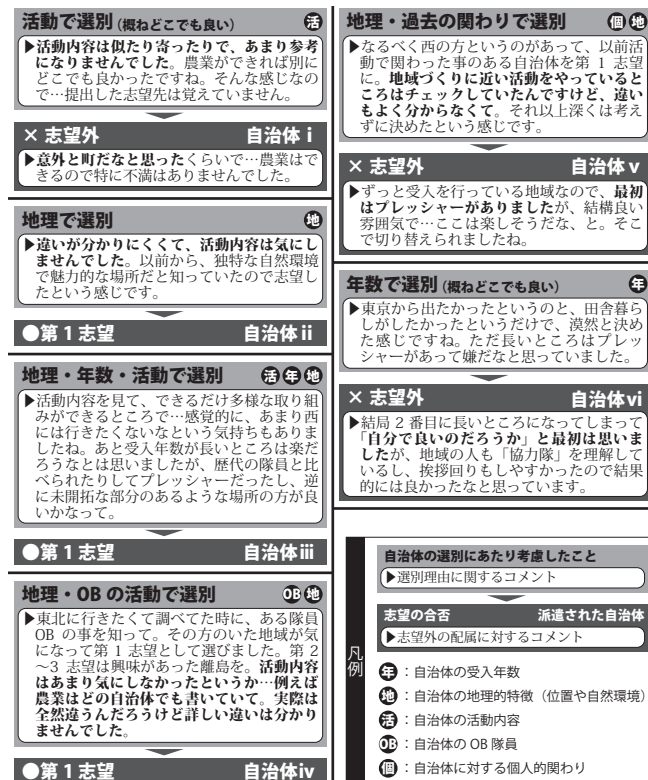 活動で選別(概ねどこでも良い) 活
▶活動内容は似たり寄ったりで、あまり参考
になりませんでした。農業ができれば別に
どこでも良かったですね。そんな感じなの
で…提出した志望先は覚えていません。
× 志望外 自治体ⅰ
▶意外と町だなと思ったくらいで…農業はで
きるので特に不満はありませんでした。
地理で選別 地
▶違いが分かりにくくて、活動内容は気にし
ませんでした。以前から、独特な自然環境
で魅力的な場所だと知っていたので志望し
たという感じです。
●第1志望 自治体ⅱ
地理・年数・活動で選別 活 年 地
▶活動内容を見て、できるだけ多様な取り組
みができるところで…感覚的に、あまり西
には行きたくないなという気持ちもありま
したね。あと受入年数が長いところは楽だ
ろうなとは思いましたが、歴代の隊員と比
べられたりしてプレッシャーだったし、逆
に未開拓な部分のあるような場所の方が良
いかなって。
●第1志望 自治体ⅲ
地理・OBの活動で選別 OB 地
▶東北に行きたくて調べてた時に、ある隊員
OB の事を知って。その方のいた地域が気
になって第 1 志望として選びました。第 2
~3 志望は興味があった離島を。活動内容
はあまり気にしなかったというか…例えば
農業はどの自治体でも書いていて。実際は
全然違うんだろうけど詳しい違いは分かり
ませんでした。
●第1志望 自治体ⅳ
地理・過去の関わりで選別 個 地
▶なるべく西の方というのがあって、以前活
動で関わった事のある自治体を第 1 志望
に。地域づくりに近い活動をやっていると
ころはチェックしていたんですけど、違い
もよく分からなくて。それ以上深くは考え
ずに決めたという感じです。
× 志望外 自治体ⅴ
▶ずっと受入を行っている地域なので、最初
はプレッシャーがありましたが、結構良い
雰囲気で…ここは楽しそうだな、と。そこ
で切り替えられましたね。
年数で選別(概ねどこでも良い) 年
▶東京から出たかったというのと、田舎暮ら
しがしたかったというだけで、漠然と決め
た感じですね。ただ長いところはプレッ
シャーがあって嫌だなと思っていました。
× 志望外 自治体ⅵ
▶結局 2 番目に長いところになってしまって
「自分で良いのだろうか」と最初は思いま
したが、地域の人も「協力隊」を理解して
いるし、挨拶回りもしやすかったので結果
的には良かったなと思っています。
凡例
自治体の選別にあたり考慮したこと
▶選別理由に関するコメント
志望の合否 派遣された自治体
▶志望外の配属に対するコメント
年:自治体の受入年数
地:自治体の地理的特徴(位置や自然環境)
活:自治体の活動内容
OB:自治体の OB 隊員
個:自治体に対する個人的関わり